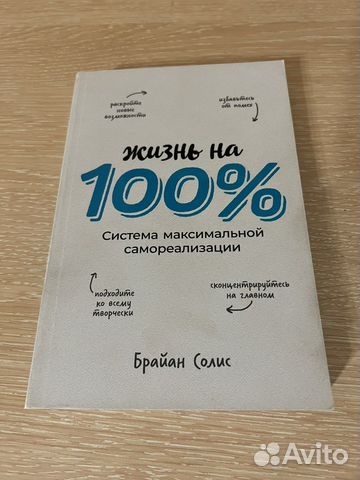 раскройте
новые
возможности
избавьтесь
от помех
жизнь на
100%
Система максимальной
самореализации
подходите
ко всему
творчески
сконцентрируйтесь
на главном
Брайан Солис
Avito